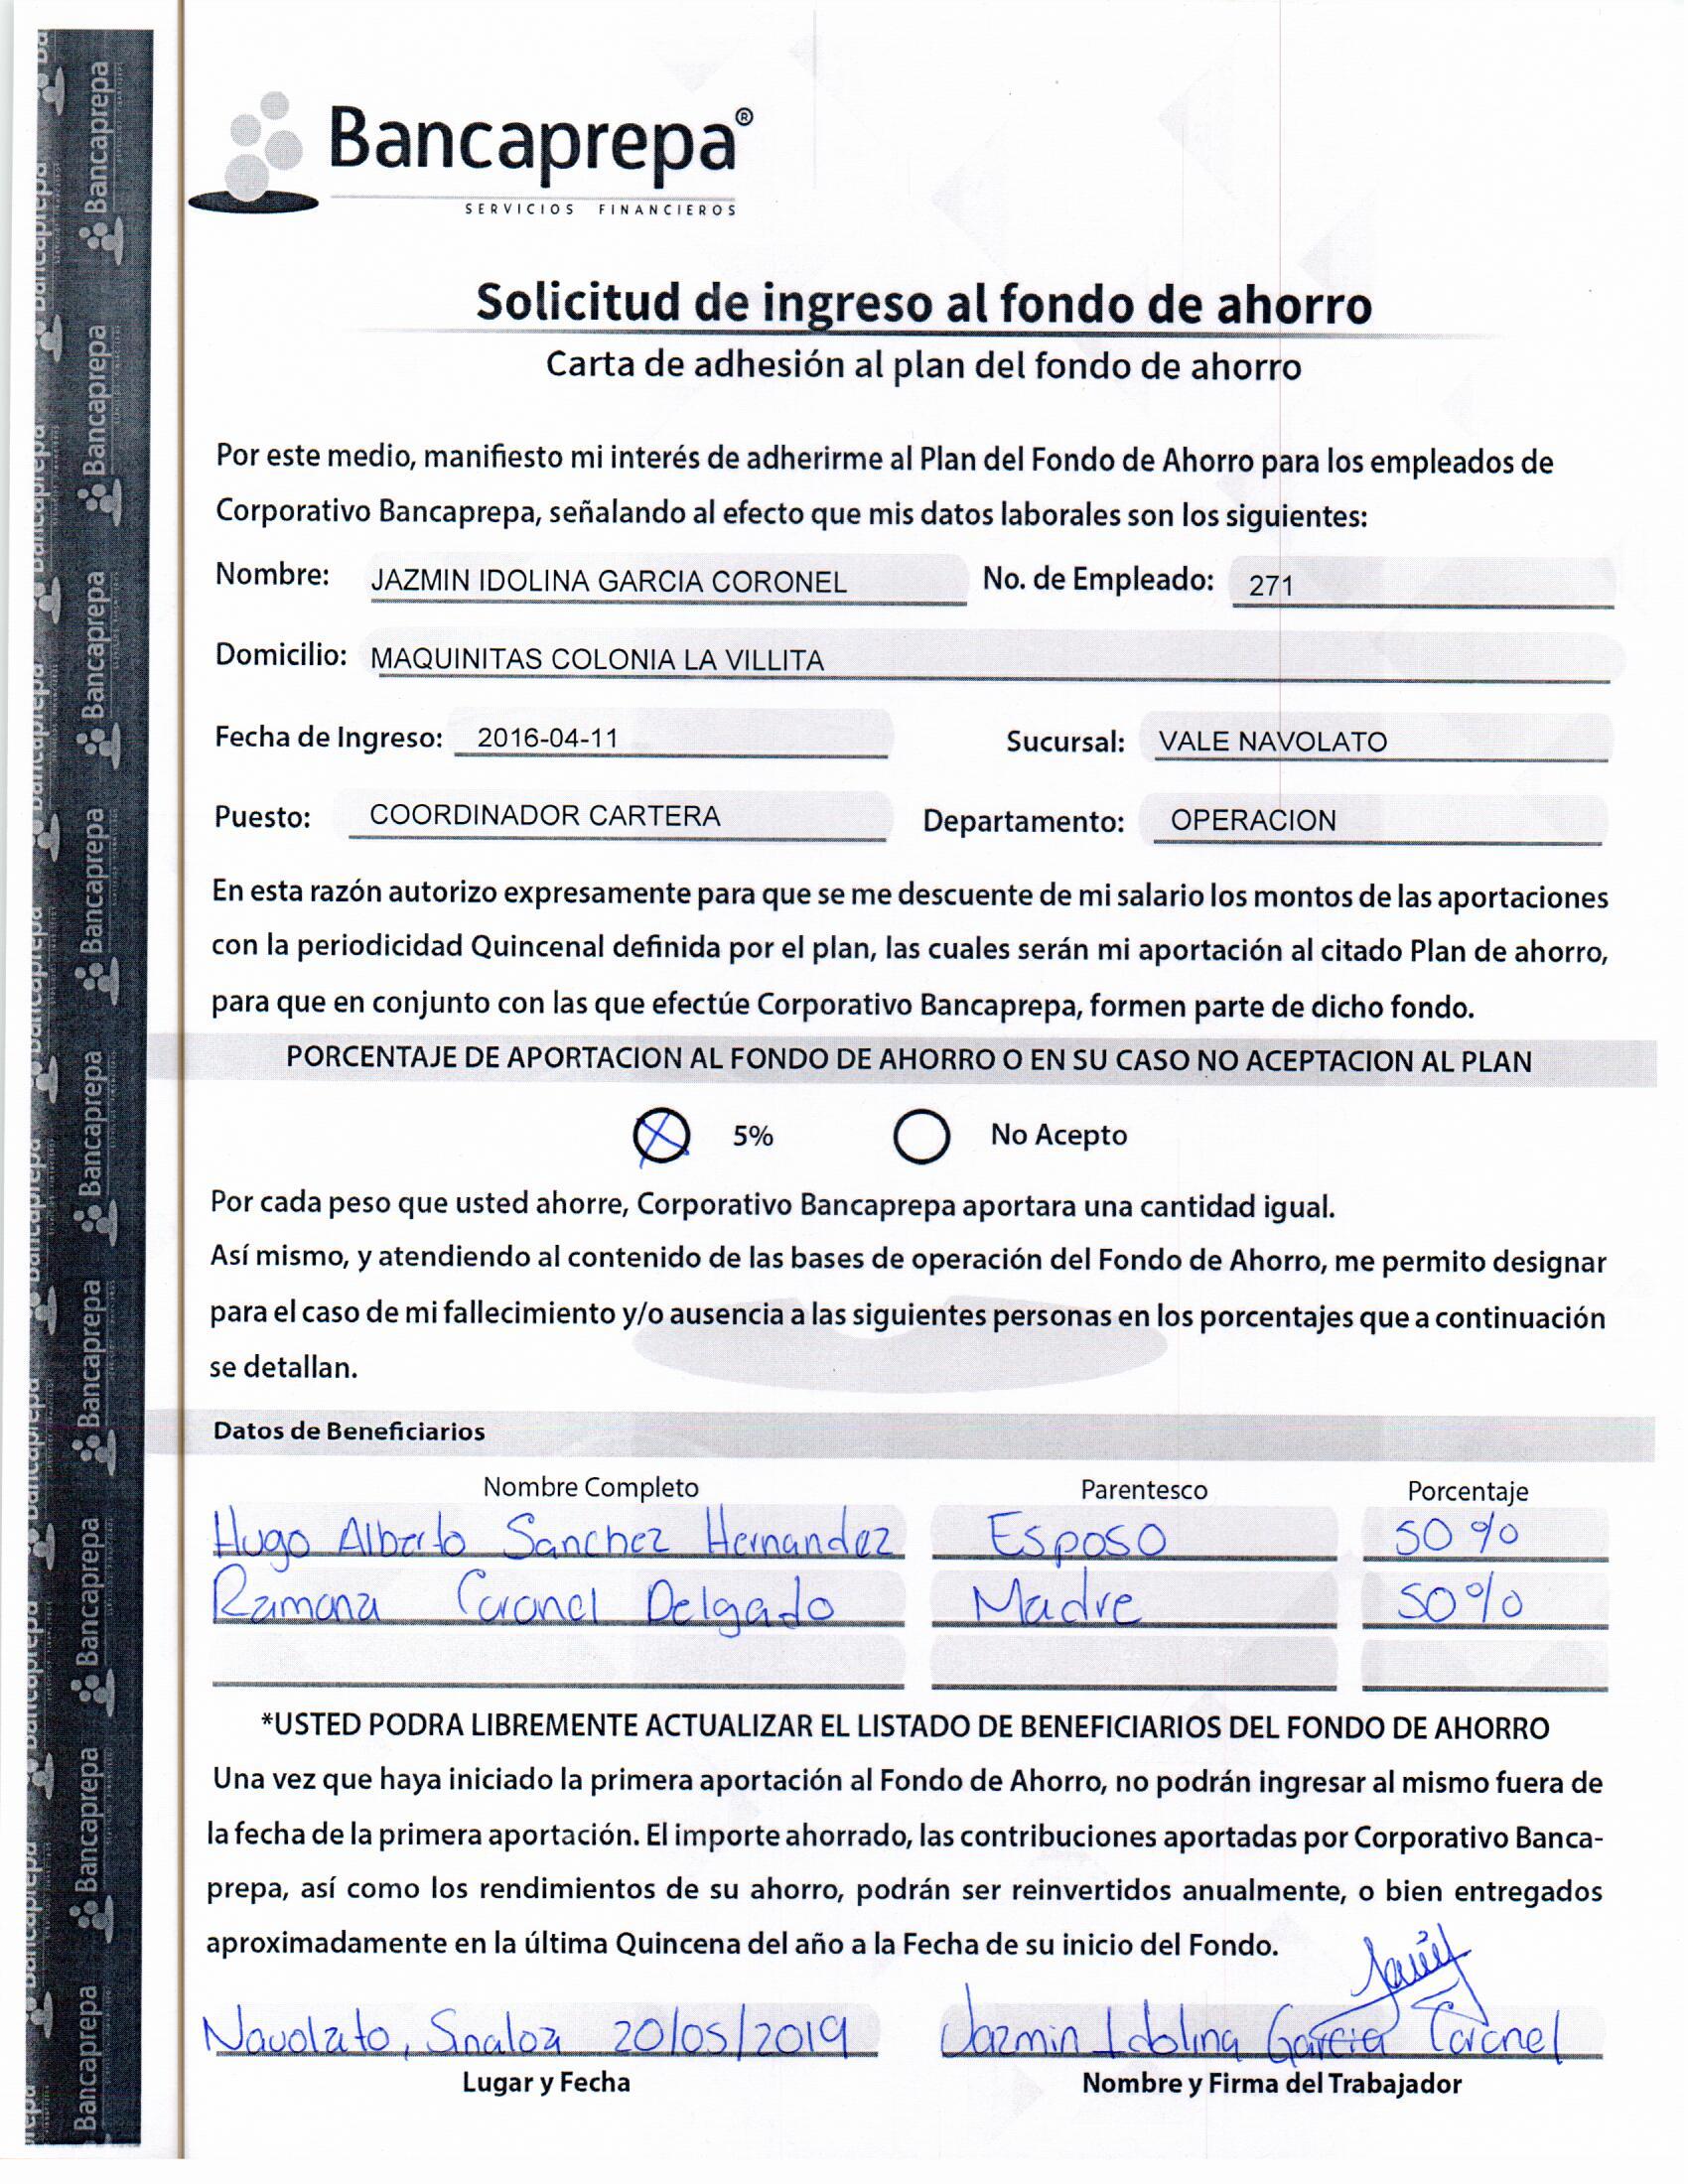 Bancaprepa®
SERVICIOS FINANCIEROS
Solicitud de ingreso al fondo de ahorro
Carta de adhesión al plan del fondo de ahorro
Por este medio, manifiesto mi interés de adherirme al Plan del Fondo de Ahorro para los empleados de
Corporativo Bancaprepa, señalando al efecto que mis datos laborales son los siguientes:
Nombre: JAZMIN IDOLINA GARCIA CORONEL No. de Empleado: 271
Domicilio: MAQUINITAS COLONIA LA VILLITA
Fecha de Ingreso: 2016-04-11 Sucursal: VALE NAVOLATO
Puesto: COORDINADOR CARTERA Departamento: OPERACION
En esta razón autorizo expresamente para que se me descuente de mi salario los montos de las aportaciones
con la periodicidad Quincenal definida por el plan, las cuales serán mi aportación al citado Plan de ahorro,
para que en conjunto con las que efectúe Corporativo Bancaprepa, formen parte de dicho fondo.
PORCENTAJE DE APORTACION AL FONDO DE AHORRO O EN SU CASO NO ACEPTACION AL PLAN
5% No Acepto
Por cada peso que usted ahorre, Corporativo Bancaprepa aportara una cantidad igual.
Así mismo, y atendiendo al contenido de las bases de operación del Fondo de Ahorro, me permito designar
para el caso de mi fallecimiento y/o ausencia a las siguientes personas en los porcentajes que a continuación
se detallan.
Datos de Beneficiarios
Nombre Completo Parentesco Porcentaje
Hugo Alberto Sanchez Hernandez Esposo 50%
Ramona Coronel Delgado Madre 50%
*USTED PODRA LIBREMENTE ACTUALIZAR EL LISTADO DE BENEFICIARIOS DEL FONDO DE AHORRO
Una vez que haya iniciado la primera aportación al Fondo de Ahorro, no podrán ingresar al mismo fuera de
la fecha de la primera aportación. El importe ahorrado, las contribuciones aportadas por Corporativo Banca-
prepa, así como los rendimientos de su ahorro, podrán ser reinvertidos anualmente, o bien entregados
aproximadamente en la última Quincena del año a la Fecha de su inicio del Fondo.
Navolato, Sinaloa 20/05/2019 Jazmin Idolina Garcia Coronel
Lugar y Fecha Nombre y Firma del Trabajador